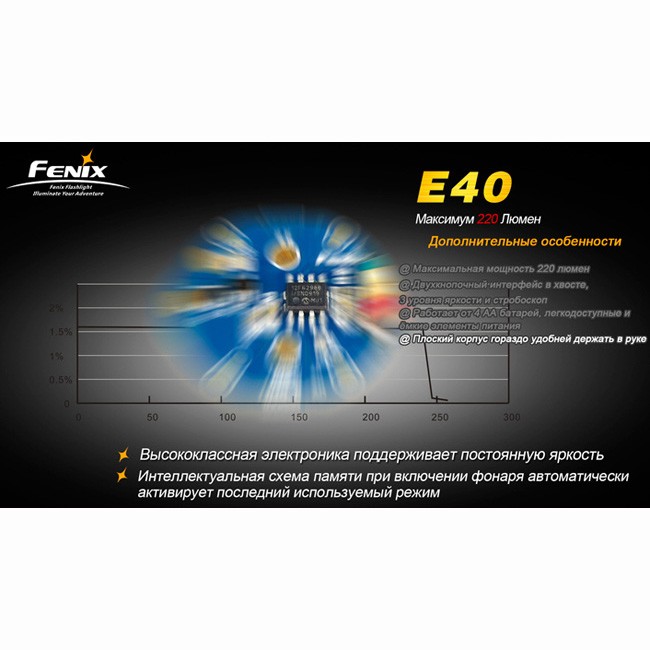 FENIX
Fenix Flashlight
Illuminate Your Adventure
E40
Максимум 220 Люмен
Дополнительные особенности
@ Максимальная мощность 220 люмен
@ Двухкнопочный интерфейс в хвосте,
3 уровня яркости и стробоскоп
@ Работает от 4 АА батарей, легкодоступные и
ёмкие элементы питания
@ Плоский корпус гораздо удобней держать в руке
2%
1.5%
1%
0.5%
0
0 50 100 150 200 250 300
Высококлассная электроника поддерживает постоянную яркость
Интеллектуальная схема памяти при включении фонаря автоматически
активирует последний используемый режим